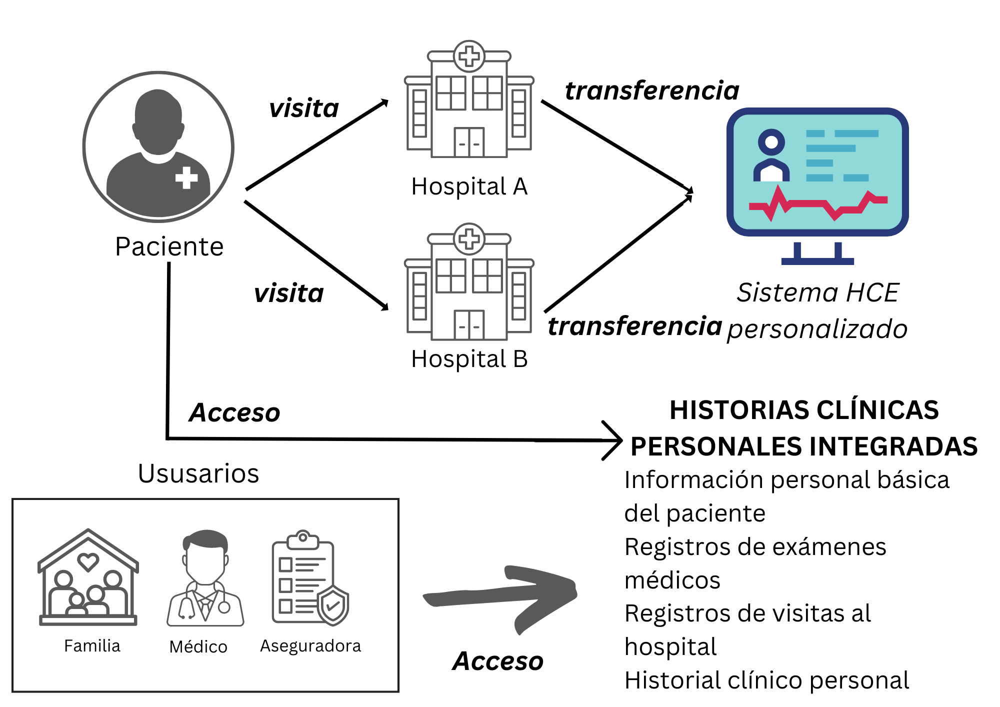 visita
transferencia
Hospital A
Paciente
visita
Sistema HCE
personalizado
transferencia
Hospital B
Acceso
HISTORIAS CLÍNICAS
PERSONALES INTEGRADAS
Ususarios
Información personal básica
del paciente
Registros de exámenes
médicos
Registros de visitas al
hospital
Historial clínico personal
Familia
Médico
Aseguradora
Acceso